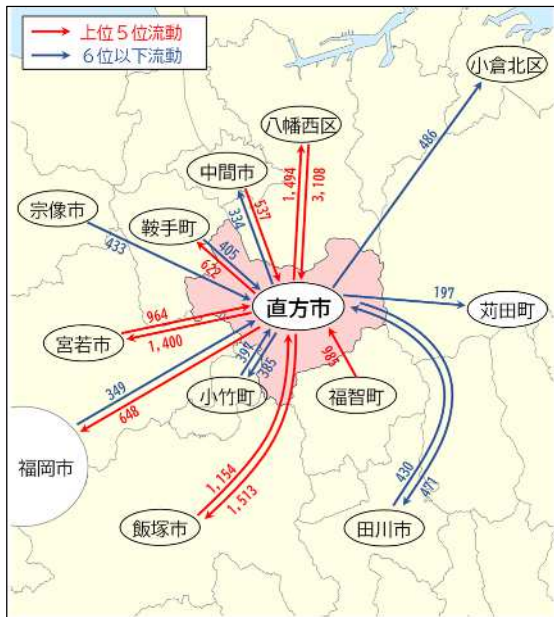 上位５位流動
６位以下流動
小倉北区
八幡西区
486
中間市
1,494
3,108
537
334
宗像市
鞍手町
433
405
622
直方市
197
苅田町
964
1,400
宮若市
349
648
397
385
小竹町
985
福智町
福岡市
1,154
1,513
430
471
飯塚市
田川市